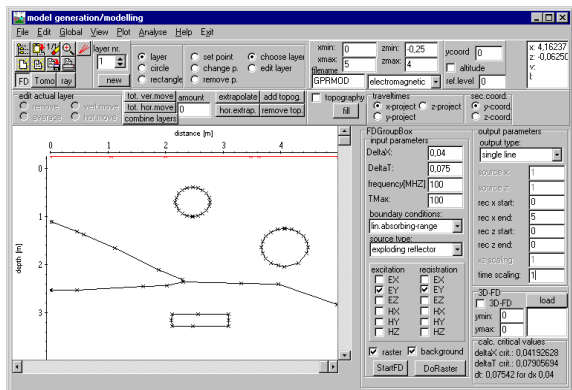 model generation/modelling
File Edit Global View Plot Analyse Help Exit
layer nr.
1
new
FD Tomo ray
layer
circle
rectangle
set point
change p.
remove p.
choose layer
edit layer
xmin: 0 zmin: -0,25
xmax: 5 zmax: 4
filename
GPRMOD electromagnetic
ycoord 0
altitude
ref.level 0
x: 4,16237
z: -0,06250
y:
I:
edit actual layer
remove vert.move
average hor.move
tot. ver.move
tot. hor.move
combine layers
amount
0
extrapolate add topog.
hor.extrap. remove top.
topography
fill
traveltimes
x-project z-project
y-project
sec.coord.
y-coord.
z-coord.
distance [m]
0 2 4
depth [m]
0
1
2
3
FDGroupBox
input parameters
DeltaX: 0,04
DeltaT: 0,075
frequency[MHZ] 100
TMax: 100
boundary conditions:
lin.absorbing-range
source type:
exploding reflector
excitation registration
EX EX
EY EY
EZ EZ
HX HX
HY HY
HZ HZ
raster background
StartFD DoRaster
output parameters
output type:
single line
source x: 1
source z: 1
rec x start: 0
rec x end: 5
rec z start: 0
rec z end: 0
xz scaling: 1
time scaling: 1
3D-FD
3D-FD load
ymin: 0
ymax: 0
calc. critical values
deltaX crit.: 0,04192628
deltaT crit.: 0,07905694
dt: 0,07542 for dx 0,04